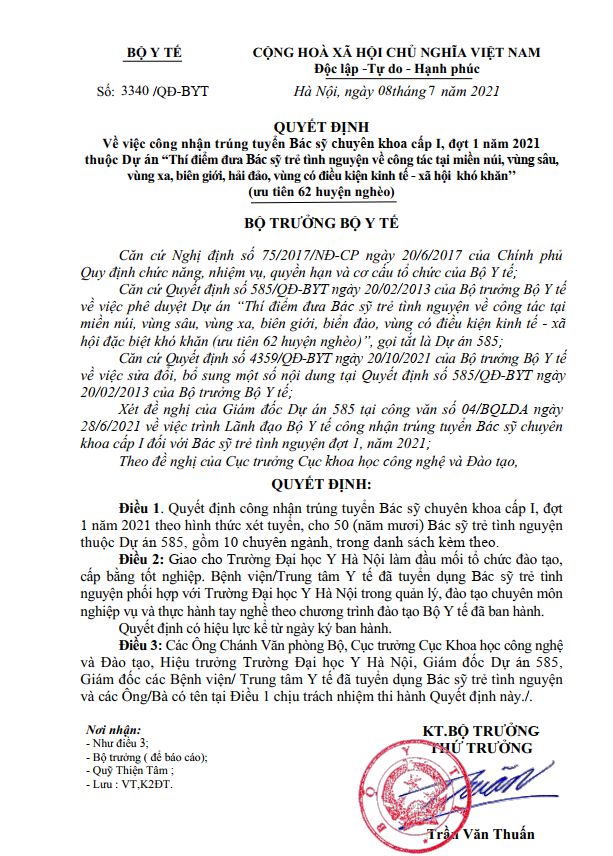 BỘ Y TẾ
CỘNG HOÀ XÃ HỘI CHỦ NGHĨA VIỆT NAM
Độc lập -Tự do - Hạnh phúc
Số: 3340 /QĐ-BYT
Hà Nội, ngày 08tháng 7 năm 2021
QUYẾT ĐỊNH
Về việc công nhận trúng tuyển Bác sỹ chuyên khoa cấp I, đợt 1 năm 2021
thuộc Dự án “Thí điểm đưa Bác sỹ trẻ tình nguyện về công tác tại miền núi, vùng sâu,
vùng xa, biên giới, hải đảo, vùng có điều kiện kinh tế - xã hội khó khăn’’
(ưu tiên 62 huyện nghèo)
BỘ TRƯỞNG BỘ Y TẾ
Căn cứ Nghị định số 75/2017/NĐ-CP ngày 20/6/2017 của Chính phủ
Quy định chức năng, nhiệm vụ, quyền hạn và cơ cấu tổ chức của Bộ Y tế;
Căn cứ Quyết định số 585/QĐ-BYT ngày 20/02/2013 của Bộ trưởng Bộ Y tế
về việc phê duyệt Dự án “Thí điểm đưa Bác sỹ trẻ tình nguyện về công tác tại
miền núi, vùng sâu, vùng xa, biên giới, biển đảo, vùng có điều kiện kinh tế - xã
hội đặc biệt khó khăn (ưu tiên 62 huyện nghèo)”, gọi tắt là Dự án 585;
Căn cứ Quyết định số 4359/QĐ-BYT ngày 20/10/2021 của Bộ trưởng Bộ Y tế
về việc sửa đổi, bổ sung một số nội dung tại Quyết định số 585/QĐ-BYT ngày
20/02/2013 của Bộ trưởng Bộ Y tế;
Xét đề nghị của Giám đốc Dự án 585 tại công văn số 04/BQLDA ngày
28/6/2021 về việc trình Lãnh đạo Bộ Y tế công nhận trúng tuyển Bác sỹ chuyên
khoa cấp I đối với Bác sỹ trẻ tình nguyện đợt 1, năm 2021;
Theo đề nghị của Cục trưởng Cục khoa học công nghệ và Đào tạo,
QUYẾT ĐỊNH:
Điều 1. Quyết định công nhận trúng tuyển Bác sỹ chuyên khoa cấp I, đợt
1 năm 2021 theo hình thức xét tuyển, cho 50 (năm mươi) Bác sỹ trẻ tình nguyện
thuộc Dự án 585, gồm 10 chuyên ngành, trong danh sách kèm theo.
Điều 2: Giao cho Trường Đại học Y Hà Nội làm đầu mối tổ chức đào tạo,
cấp bằng tốt nghiệp. Bệnh viện/Trung tâm Y tế đã tuyển dụng Bác sỹ trẻ tình
nguyện phối hợp với Trường Đại học Y Hà Nội trong quản lý, đào tạo chuyên môn
nghiệp vụ và thực hành tay nghề theo chương trình đào tạo Bộ Y tế đã ban hành.
Quyết định có hiệu lực kể từ ngày ký ban hành.
Điều 3: Các Ông Chánh Văn phòng Bộ, Cục trưởng Cục Khoa học công nghệ
và Đào tạo, Hiệu trưởng Trường Đại học Y Hà Nội, Giám đốc Dự án 585,
Giám đốc các Bệnh viện/ Trung tâm Y tế đã tuyển dụng Bác sỹ trẻ tình nguyện
và các Ông/Bà có tên tại Điều 1 chịu trách nhiệm thi hành Quyết định này./.
Nơi nhận:
- Như điều 3;
- Bộ trưởng ( để báo cáo);
- Quỹ Thiện Tâm ;
- Lưu : VT,K2ĐT.
KT.BỘ TRƯỞNG
THỨ TRƯỞNG
BỘ Y TẾ
Trần Văn Thuấn